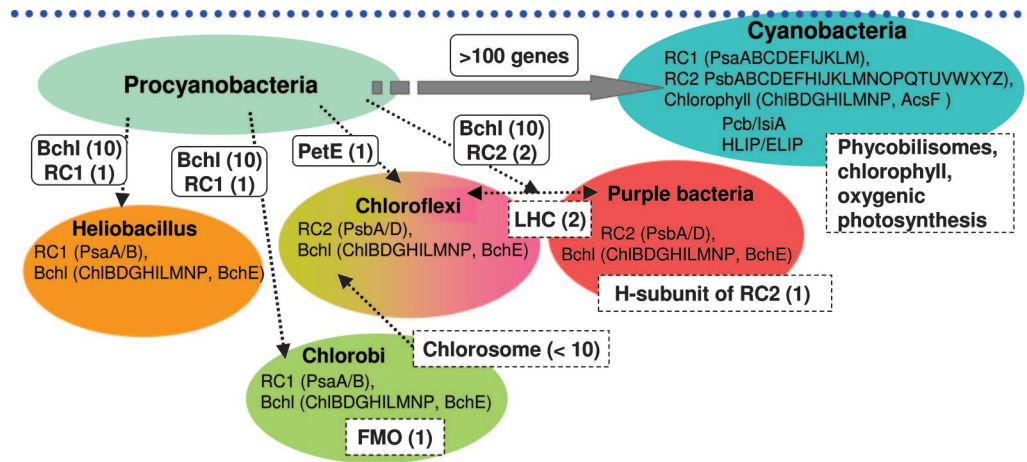 Procyanobacteria
>100 genes
Cyanobacteria
RC1 (PsaABCDEFIJKLM),
RC2 PsbABCDEFHIJKLMNOPQTUVWXYZ),
Chlorophyll (ChlBDGHILMNP, AcsF )
Pcb/IsiA
HLIP/ELIP
Phycobilisomes,
chlorophyll,
oxygenic
photosynthesis
Bchl (10)
RC1 (1)
Bchl (10)
RC1 (1)
PetE (1)
Bchl (10)
RC2 (2)
Heliobacillus
RC1 (PsaA/B),
Bchl (ChlBDGHILMNP, BchE)
Chloroflexi
RC2 (PsbA/D),
Bchl (ChlBDGHILMNP, BchE)
LHC (2)
Purple bacteria
RC2 (PsbA/D),
Bchl (ChlBDGHILMNP, BchE)
H-subunit of RC2 (1)
Chlorosome (< 10)
Chlorobi
RC1 (PsaA/B),
Bchl (ChlBDGHILMNP, BchE)
FMO (1)